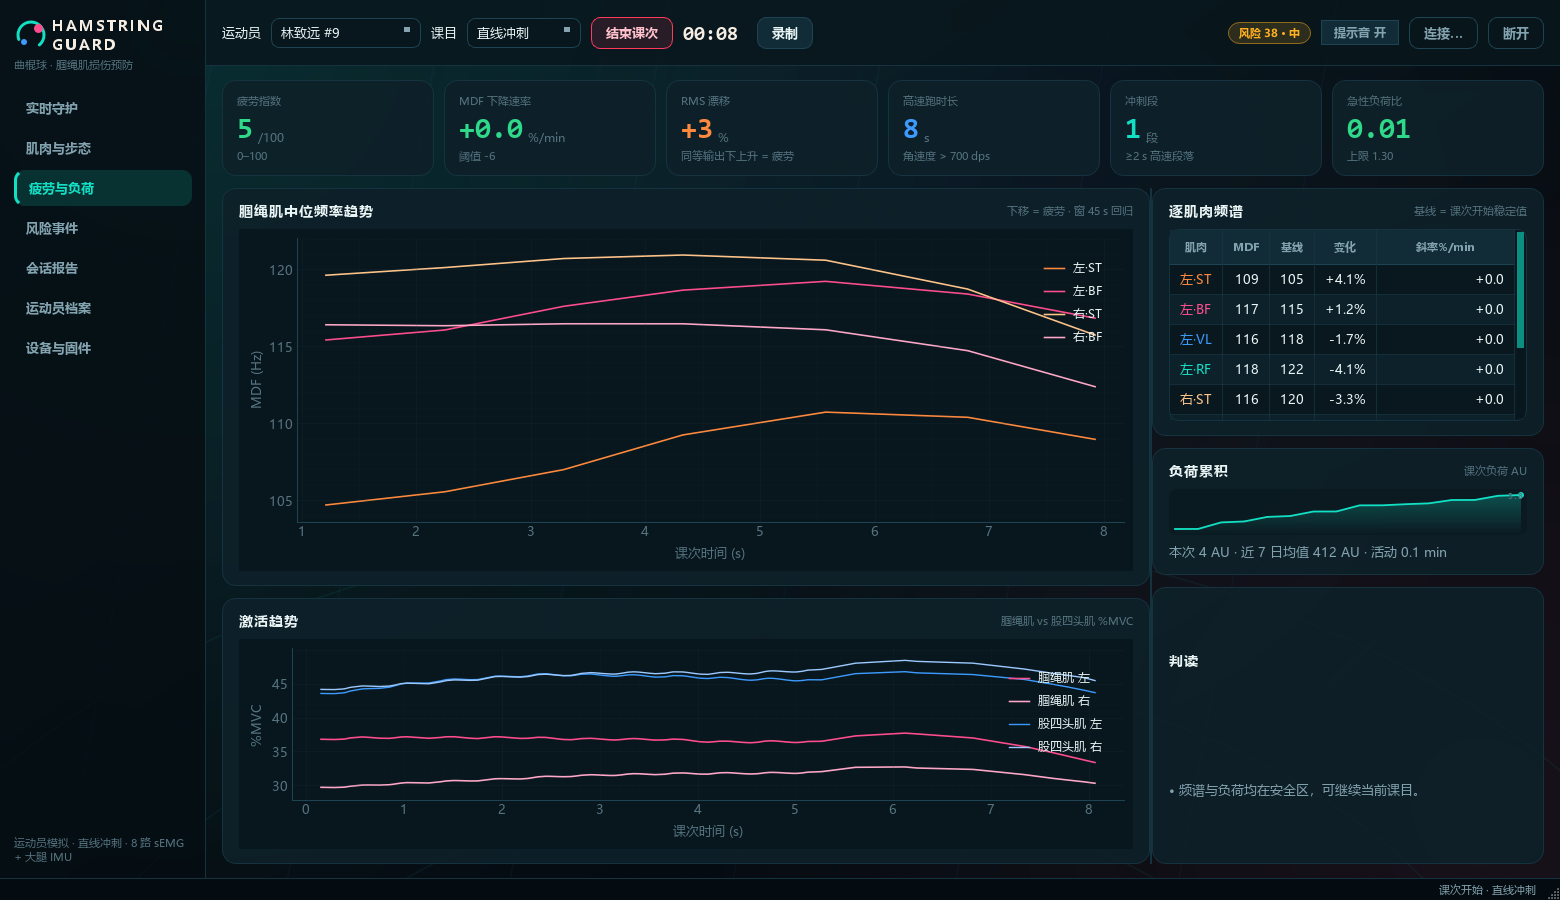 HAMSTRING
GUARD
曲棍球 · 腘绳肌损伤预防
实时守护
肌肉与步态
疲劳与负荷
风险事件
会话报告
运动员档案
设备与固件
运动员模拟 · 直线冲刺 · 8 路 sEMG
+ 大腿 IMU
运动员 林致远 #9 课目 直线冲刺 结束课次 00:08 录制 风险 38 • 中 提示音 开 连接... 断开
疲劳指数
5 /100
0–100
MDF 下降速率
+0.0 %/min
阈值 -6
RMS 漂移
+3 %
同等输出下上升 = 疲劳
高速跑时长
8 s
角速度 > 700 dps
冲刺段
1 段
≥2 s 高速段落
急性负荷比
0.01
上限 1.30
腘绳肌中位频率趋势 下移 = 疲劳 · 窗 45 s 回归
MDF (Hz)
120
115
110
105
左·ST
左·BF
右·ST
右·BF
1 2 3 4 5 6 7 8
课次时间 (s)
激活趋势 腘绳肌 vs 股四头肌 %MVC
%MVC
45
40
35
30
腘绳肌 左
腘绳肌 右
股四头肌 左
股四头肌 右
0 1 2 3 4 5 6 7 8
课次时间 (s)
逐肌肉频谱 基线 = 课次开始稳定值
肌肉 MDF 基线 变化 斜率%/min
左·ST 109 105 +4.1% +0.0
左·BF 117 115 +1.2% +0.0
左·VL 116 118 -1.7% +0.0
左·RF 118 122 -4.1% +0.0
右·ST 116 120 -3.3% +0.0
负荷累积 课次负荷 AU
本次 4 AU · 近 7 日均值 412 AU · 活动 0.1 min
判读
• 频谱与负荷均在安全区，可继续当前课目。
课次开始 · 直线冲刺